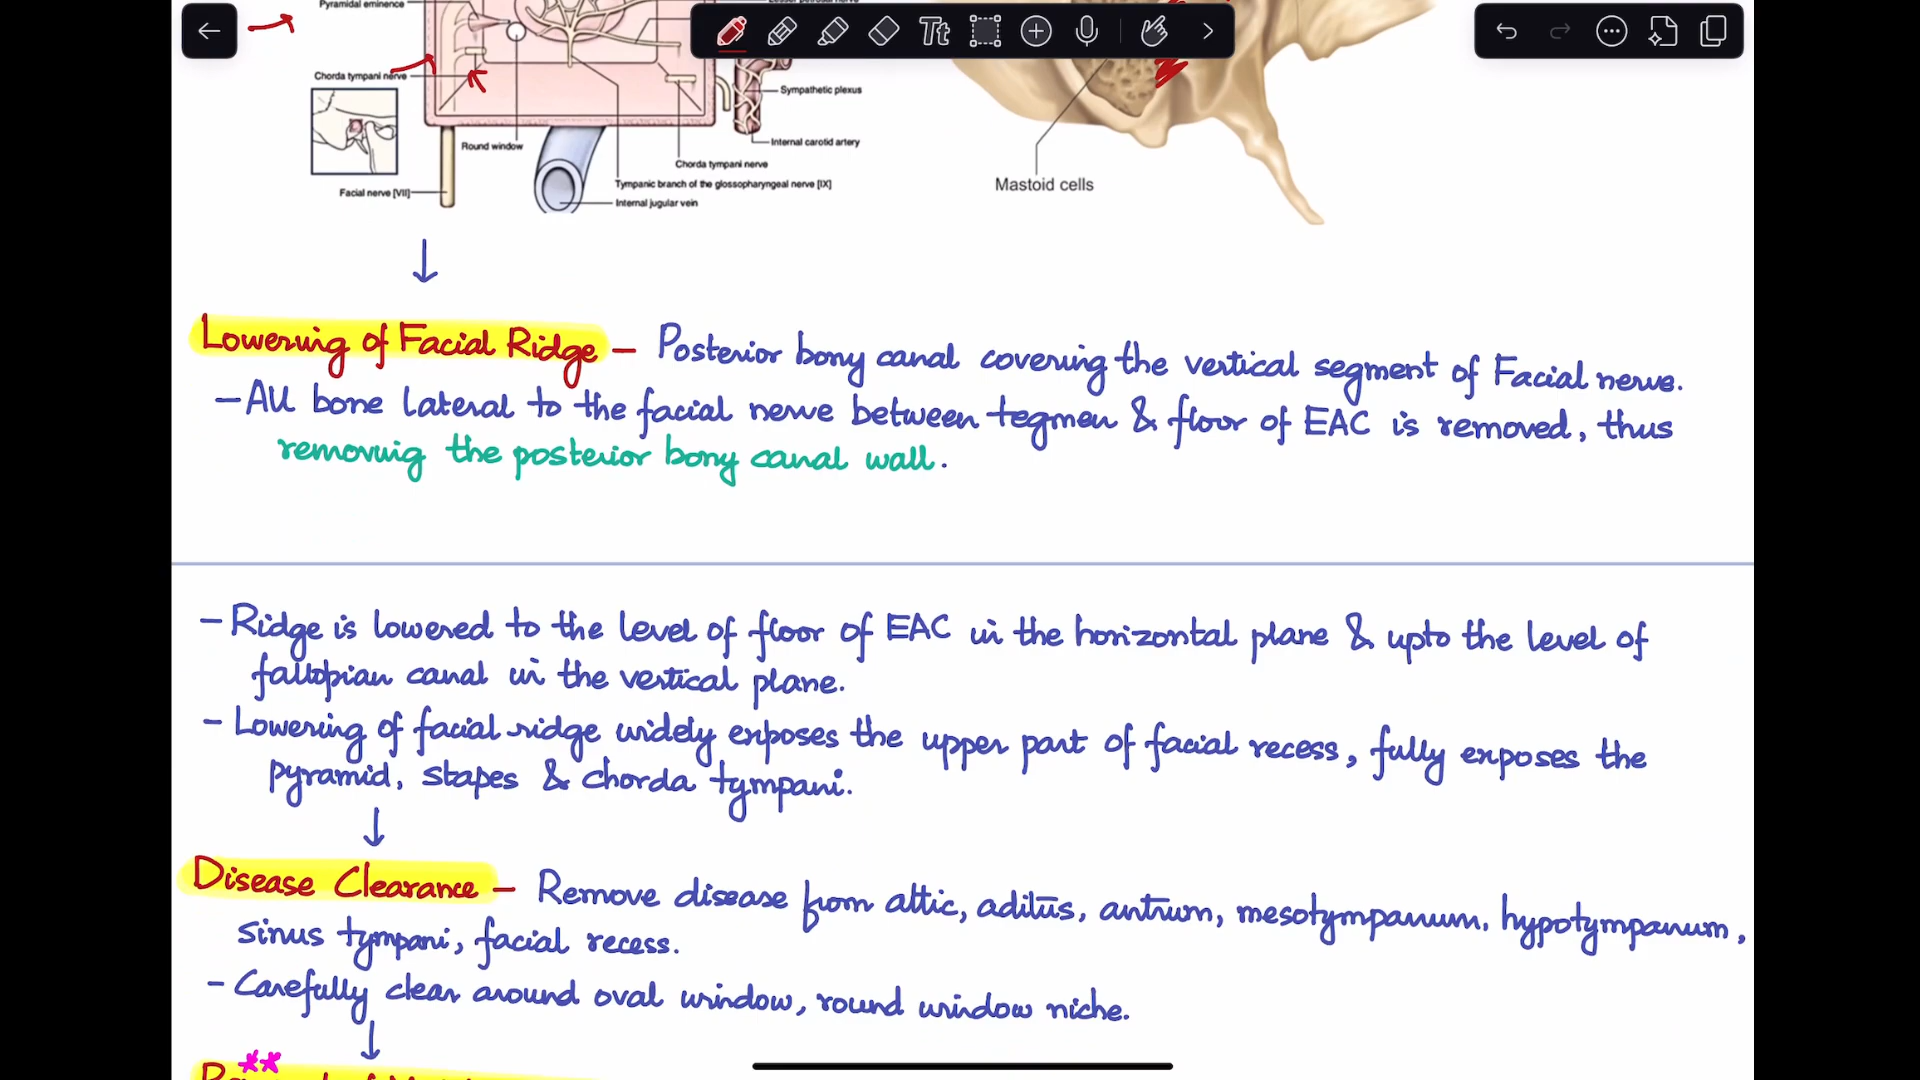 Pyramidal eminence
Chorda tympani nerve
Round window
Facial nerve [VII]
Sympathetic plexus
Internal carotid artery
Chorda tympani nerve
Tympanic branch of the glossopharyngeal nerve [IX]
Internal jugular vein
Mastoid cells
Tt
Lowering of Facial Ridge – Posterior bony canal covering the vertical segment of Facial nerve.
– All bone lateral to the facial nerve between tegmen & floor of EAC is removed, thus
removing the posterior bony canal wall.
– Ridge is lowered to the level of floor of EAC in the horizontal plane & upto the level of
fallopian canal in the vertical plane.
– Lowering of facial ridge widely exposes the upper part of facial recess, fully exposes the
pyramid, stapes & chorda tympani.
Disease Clearance – Remove disease from attic, aditus, antrum, mesotympanum, hypotympanum,
sinus tympani, facial recess.
– Carefully clear around oval window, round window niche.